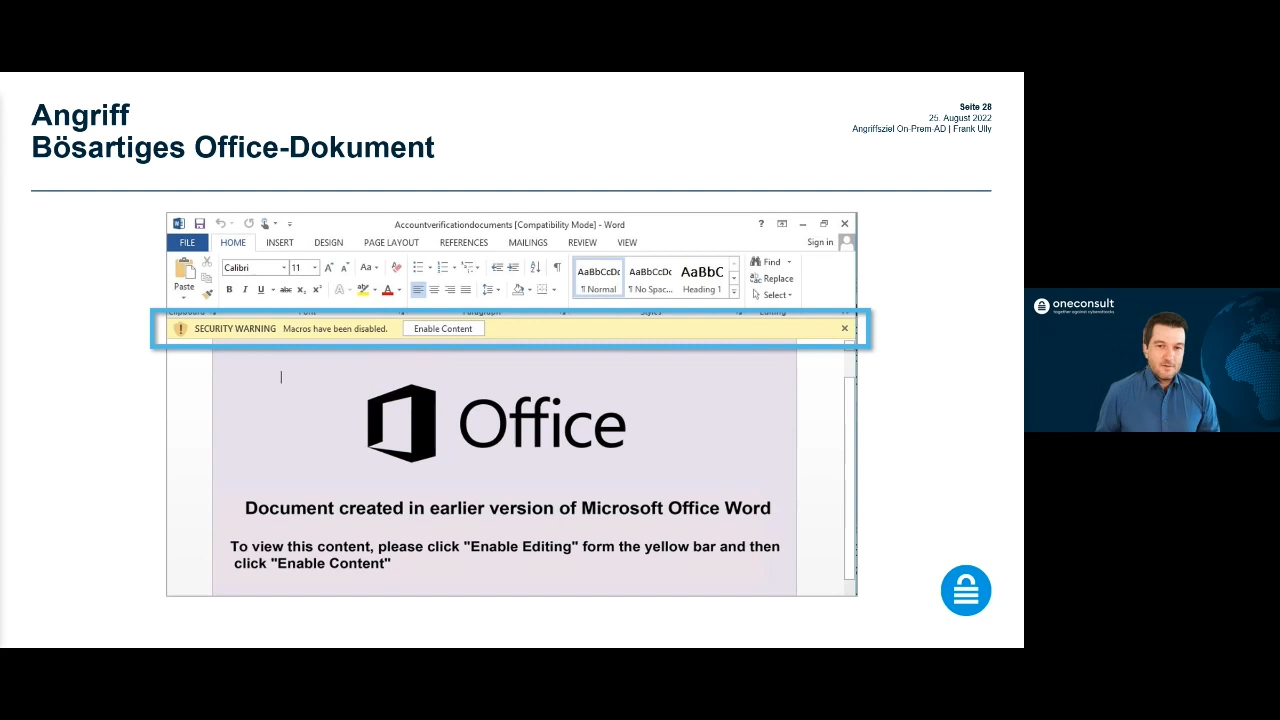 Angriff
Bösartiges Office-Dokument
Seite 28
25. August 2022
Angriffsziel On-Prem-AD | Frank Ully
Accountverificationdocuments [Compatibility Mode] - Word
FILE HOME INSERT DESIGN PAGE LAYOUT REFERENCES MAILINGS REVIEW VIEW Sign in
Paste
Calibri 11
AaBbCcDc AaBbCcDc AaBbC
¶ Normal ¶ No Spac... Heading 1
Find
Replace
Select
SECURITY WARNING Macros have been disabled. Enable Content
Office
Document created in earlier version of Microsoft Office Word
To view this content, please click "Enable Editing" form the yellow bar and then
click "Enable Content"
oneconsult
together against cyberattacks